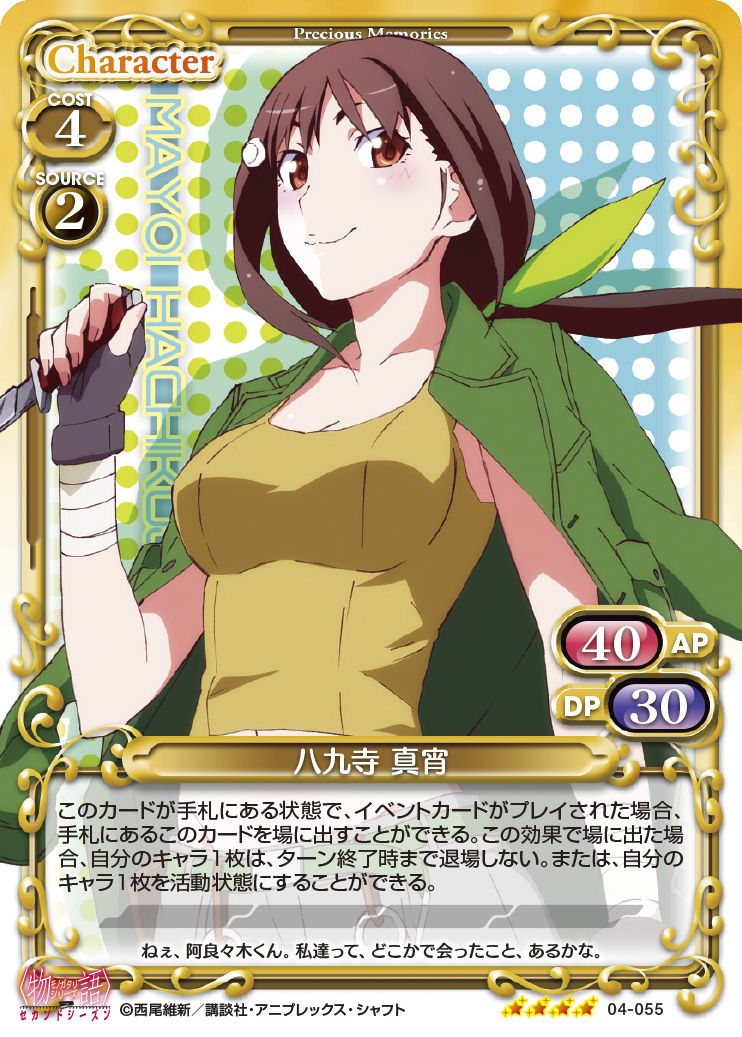 Precious Memories
Character
COST
4
SOURCE
2
MAYOI HACHIKU
40 AP
DP 30
八九寺 真宵
このカードが手札にある状態で、イベントカードがプレイされた場合、
手札にあるこのカードを場に出すことができる。この効果で場に出た場
合、自分のキャラ1枚は、ターン終了時まで退場しない。または、自分の
キャラ1枚を活動状態にすることができる。
ねぇ、阿良々木くん。私達って、どこかで会ったこと、あるかな。
〈物語〉
モノガタリ
シリーズ
セカンドシーズン
©西尾維新／講談社・アニプレックス・シャフト
04-055